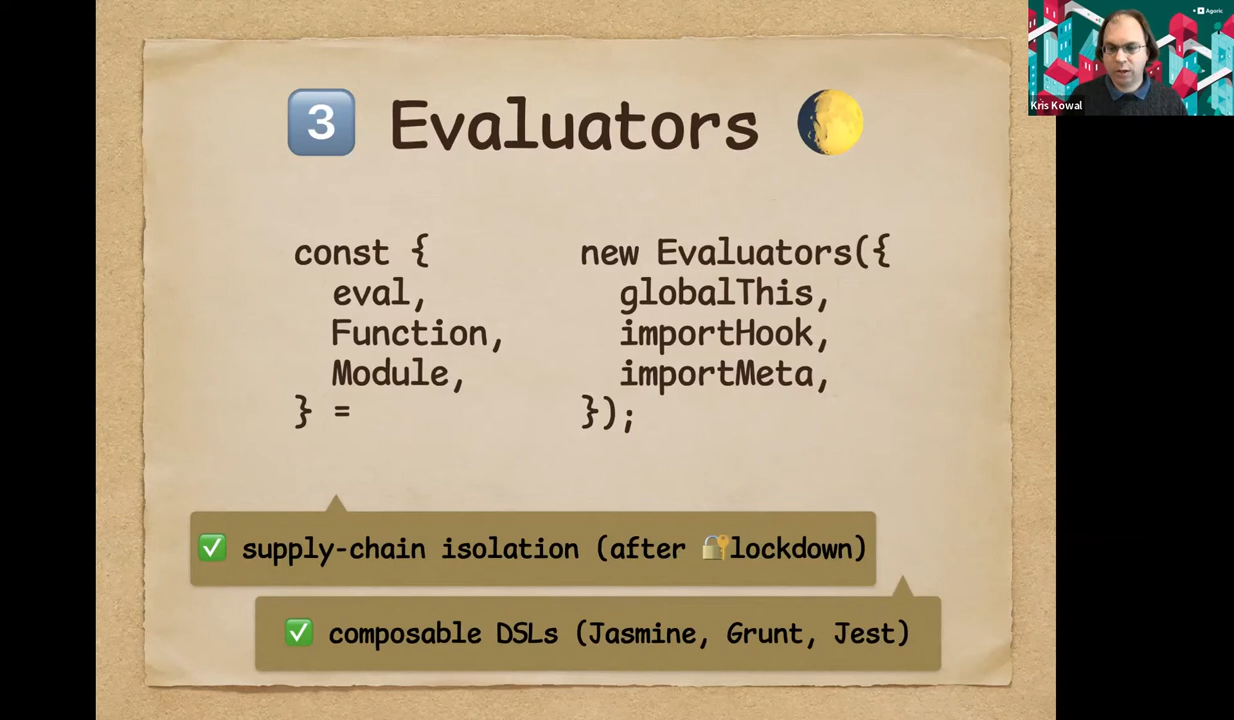 3 Evaluators
const {
eval,
Function,
Module,
} =
new Evaluators({
globalThis,
importHook,
importMeta,
});
supply-chain isolation (after lockdown)
composable DSLs (Jasmine, Grunt, Jest)
Agoric
Kris Kowal